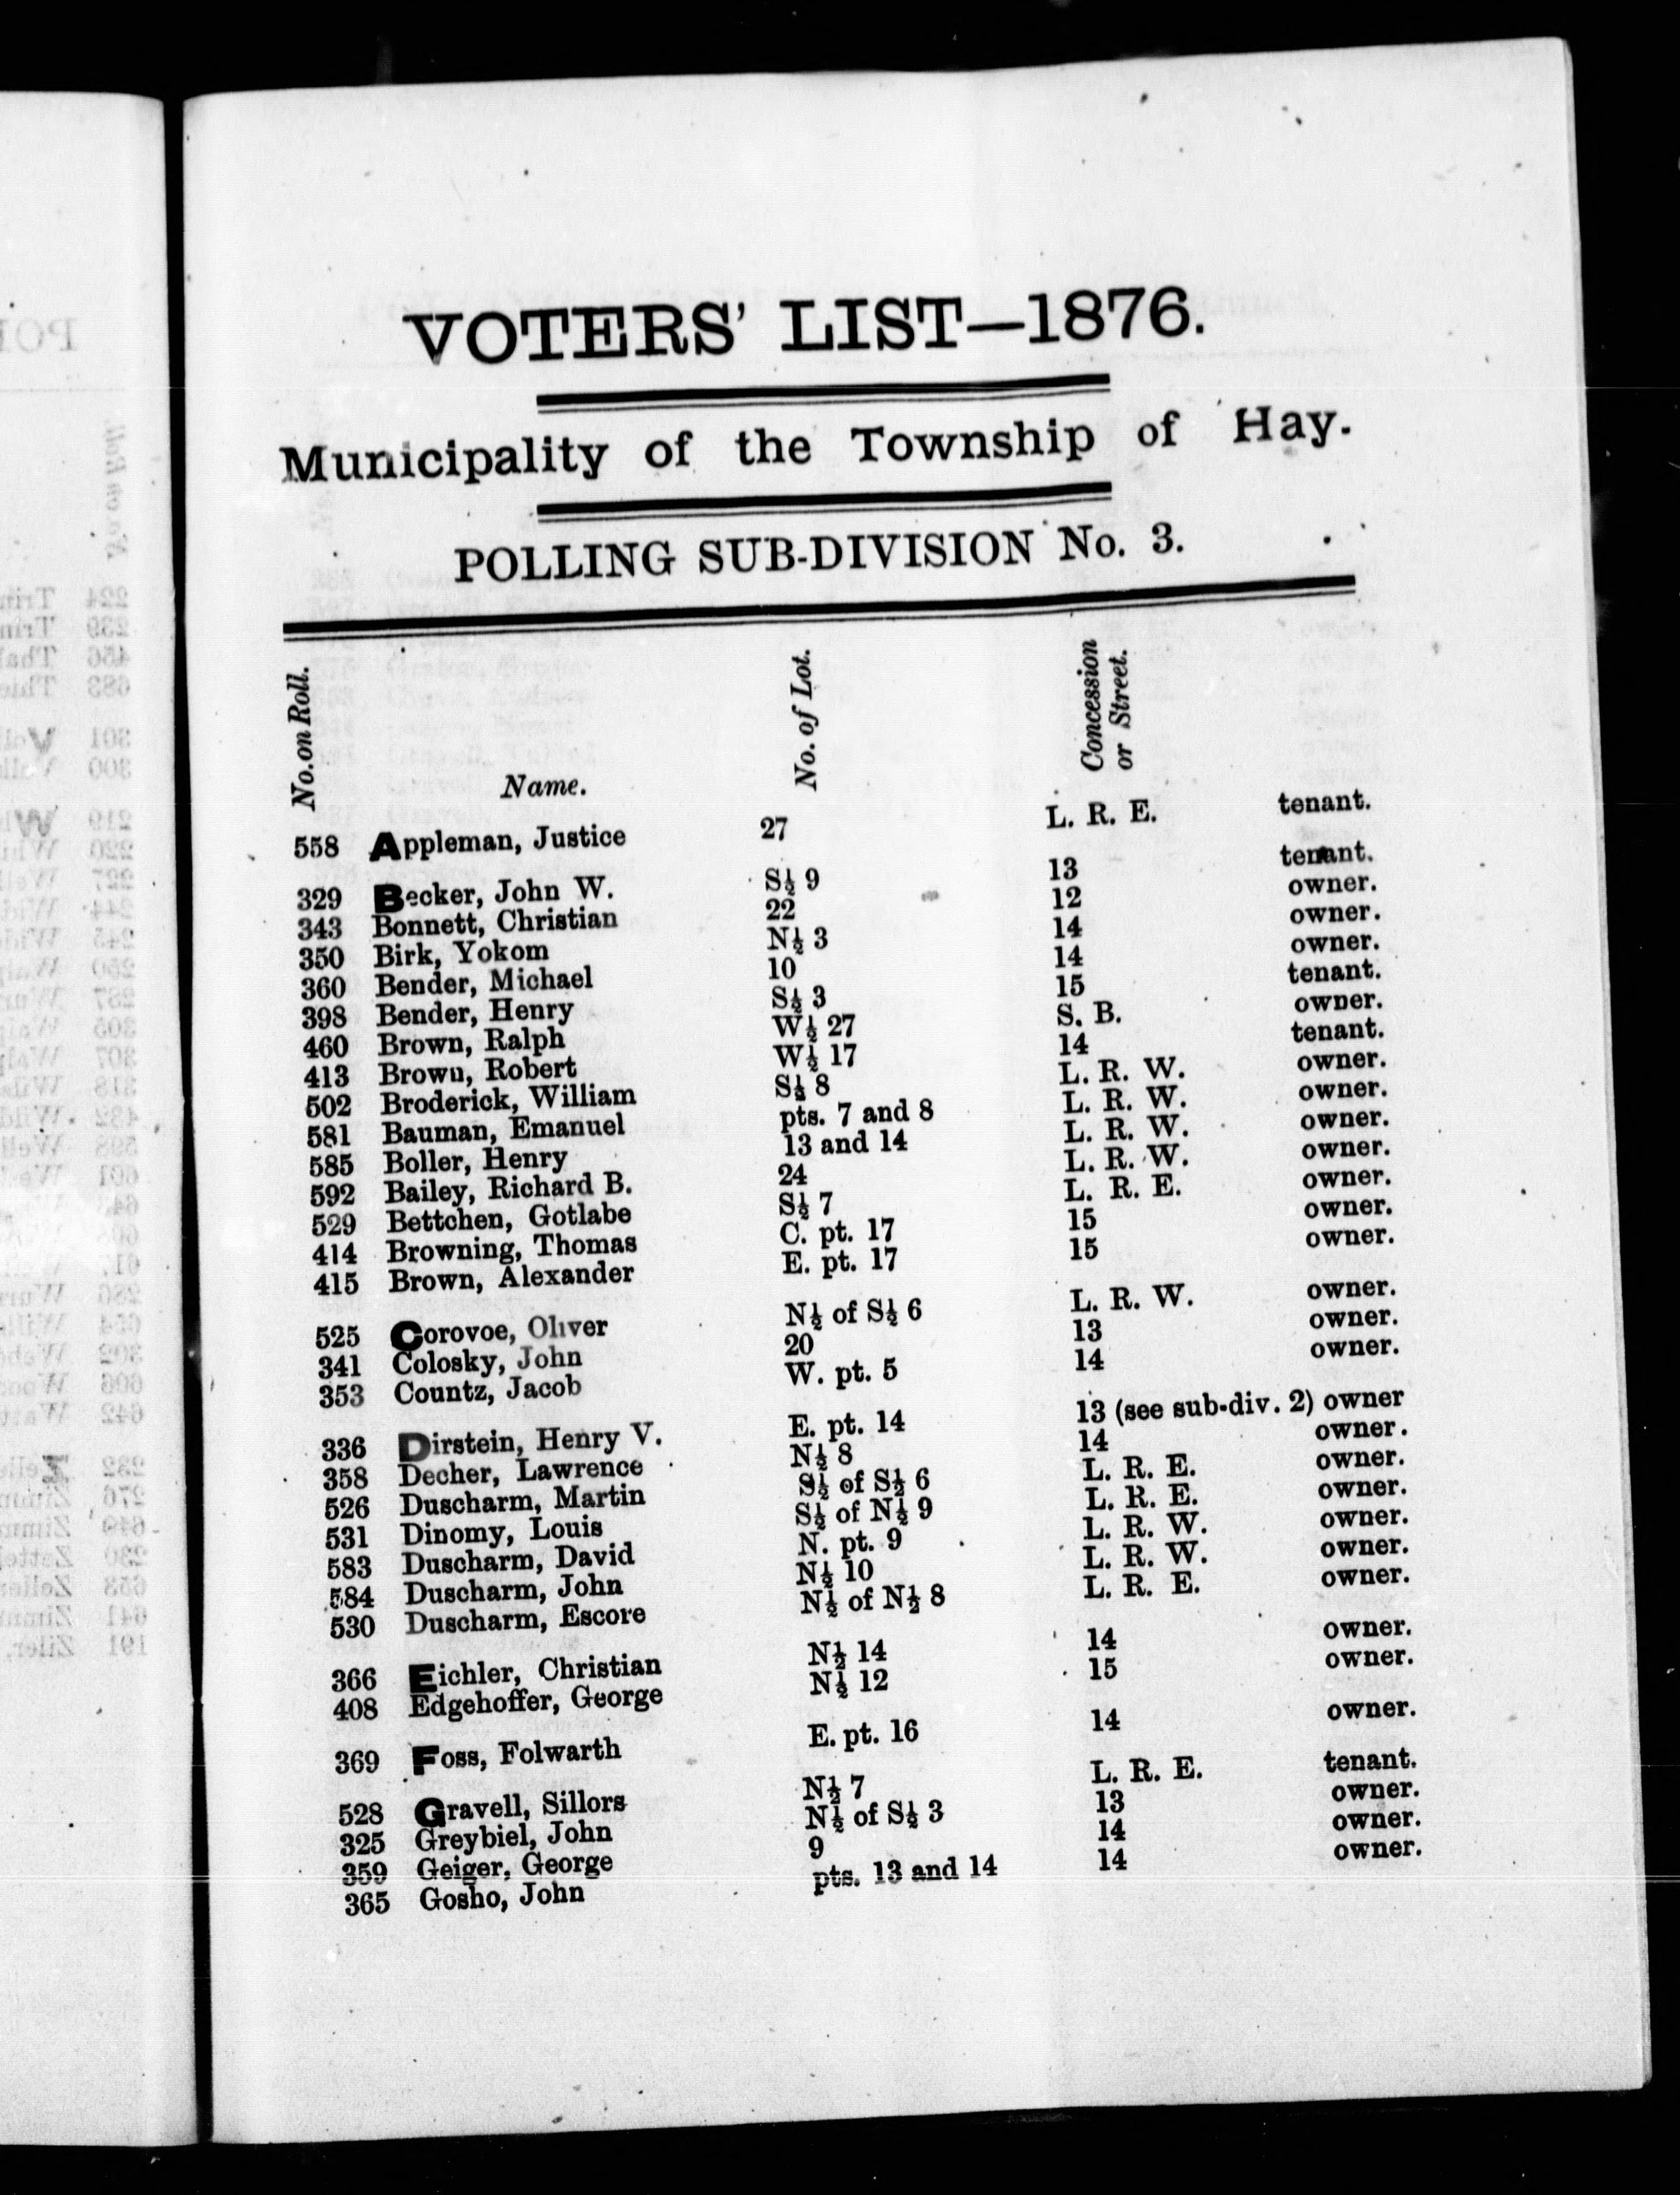 VOTERS' LIST—1876.
Municipality of the Township of Hay.
POLLING SUB-DIVISION No. 3.
No. on Roll. Name. No. of Lot. Concession or Street.
558 Appleman, Justice 27 L. R. E. tenant.
329 Becker, John W. S½ 9 13 tenant.
343 Bonnett, Christian 22 12 owner.
350 Birk, Yokom N½ 3 14 owner.
360 Bender, Michael 10 14 owner.
398 Bender, Henry S½ 3 15 tenant.
460 Brown, Ralph W½ 27 S. B. owner.
413 Brown, Robert W½ 17 14 tenant.
502 Broderick, William S½ 8 L. R. W. owner.
581 Bauman, Emanuel pts. 7 and 8 L. R. W. owner.
585 Boller, Henry 13 and 14 L. R. W. owner.
592 Bailey, Richard B. 24 L. R. W. owner.
529 Bettchen, Gotlabe S½ 7 L. R. E. owner.
414 Browning, Thomas C. pt. 17 15 owner.
415 Brown, Alexander E. pt. 17 15 owner.
525 Corovoe, Oliver N½ of S½ 6 L. R. W. owner.
341 Colosky, John 20 13 owner.
353 Countz, Jacob W. pt. 5 14 owner.
336 Dirstein, Henry V. E. pt. 14 13 (see sub-div. 2) owner
358 Decher, Lawrence N½ 8 14 owner.
526 Duscharm, Martin S½ of S½ 6 L. R. E. owner.
531 Dinomy, Louis S½ of N½ 9 L. R. E. owner.
583 Duscharm, David N. pt. 9 L. R. W. owner.
584 Duscharm, John N½ 10 L. R. W. owner.
530 Duscharm, Escore N½ of N½ 8 L. R. E. owner.
366 Eichler, Christian N½ 14 14 owner.
408 Edgehoffer, George N½ 12 15 owner.
369 Foss, Folwarth E. pt. 16 14 owner.
528 Gravell, Sillors N½ 7 L. R. E. tenant.
325 Greybiel, John N½ of S½ 3 13 owner.
359 Geiger, George 9 14 owner.
365 Gosho, John pts. 13 and 14 14 owner.